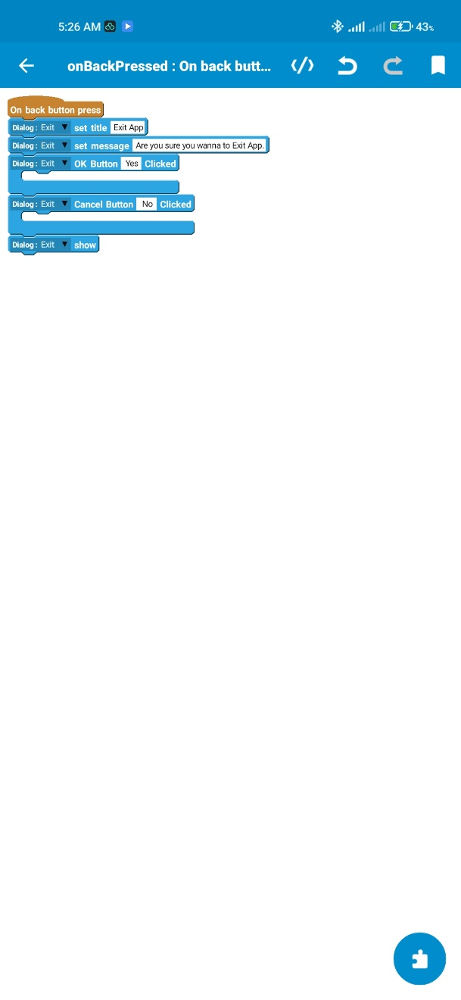 5:26 AM 43%
onBackPressed : On back butt...
On back button press
Dialog : Exit ▼ set title Exit App
Dialog : Exit ▼ set message Are you sure you wanna to Exit App.
Dialog : Exit ▼ OK Button Yes Clicked
Dialog : Exit ▼ Cancel Button No Clicked
Dialog : Exit ▼ show